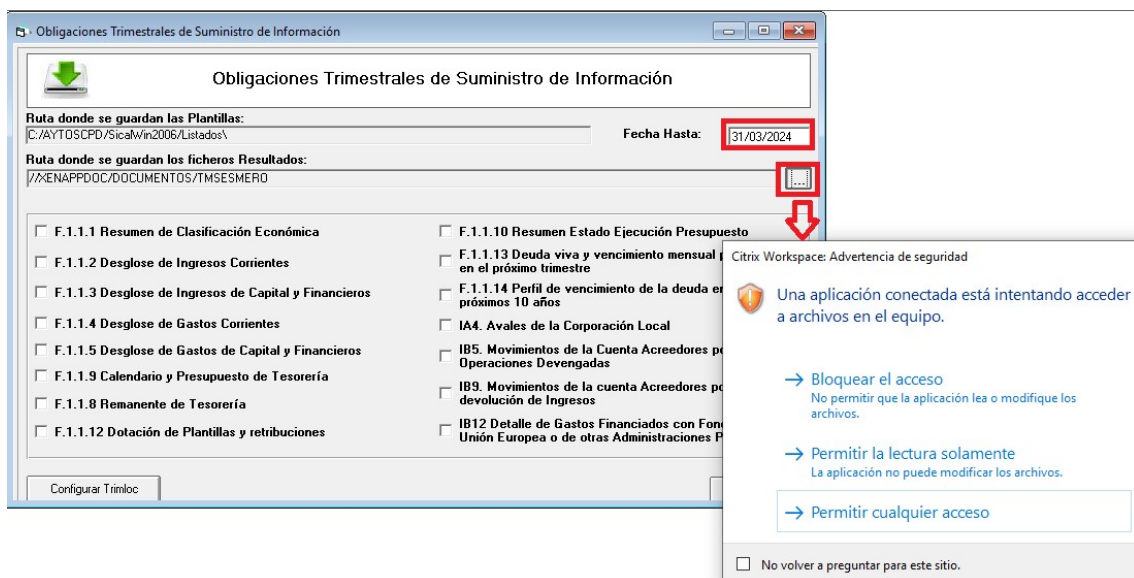 Obligaciones Trimestrales de Suministro de Información
Obligaciones Trimestrales de Suministro de Información
Ruta donde se guardan las Plantillas:
C:/AYTOSCPD/SicalWin2006/Listados\
Fecha Hasta:
31/03/2024
Ruta donde se guardan los ficheros Resultados:
//XENAPPDOC/DOCUMENTOS/TMSESMERO
...
F.1.1.1 Resumen de Clasificación Económica
F.1.1.2 Desglose de Ingresos Corrientes
F.1.1.3 Desglose de Ingresos de Capital y Financieros
F.1.1.4 Desglose de Gastos Corrientes
F.1.1.5 Desglose de Gastos de Capital y Financieros
F.1.1.9 Calendario y Presupuesto de Tesorería
F.1.1.8 Remanente de Tesorería
F.1.1.12 Dotación de Plantillas y retribuciones
F.1.1.10 Resumen Estado Ejecución Presupuesto
F.1.1.13 Deuda viva y vencimiento mensual
en el próximo trimestre
F.1.1.14 Perfil de vencimiento de la deuda
próximos 10 años
IA4. Avales de la Corporación Local
IB5. Movimientos de la Cuenta Acreedores
Operaciones Devengadas
IB9. Movimientos de la cuenta Acreedores
devolución de Ingresos
IB12 Detalle de Gastos Financiados con
Unión Europea o de otras Administraciones
Configurar Trimloc
Citrix Workspace: Advertencia de seguridad
Una aplicación conectada está intentando acceder
a archivos en el equipo.
→ Bloquear el acceso
No permitir que la aplicación lea o modifique los
archivos.
→ Permitir la lectura solamente
La aplicación no puede modificar los archivos.
→ Permitir cualquier acceso
No volver a preguntar para este sitio.